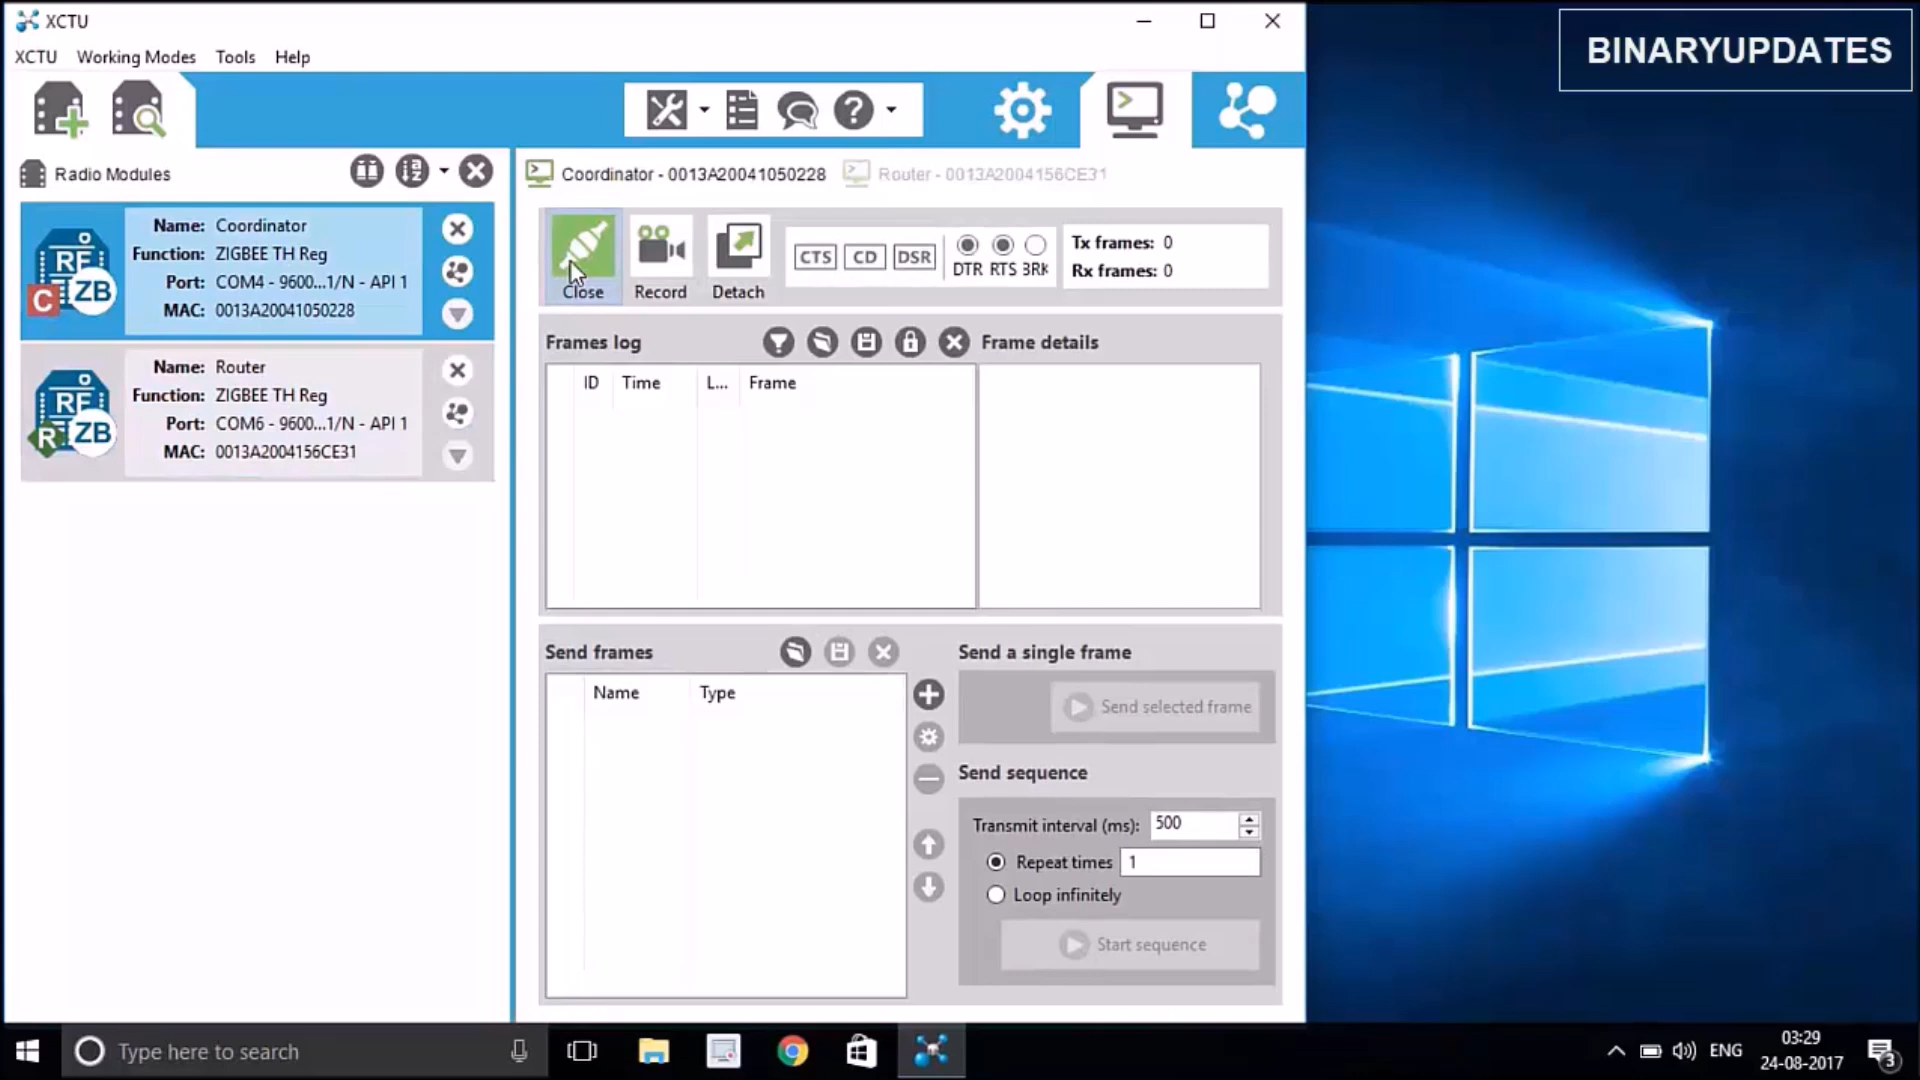 XCTU
BINARYUPDATES
XCTU Working Modes Tools Help
Radio Modules
Coordinator - 0013A20041050228 Router - 0013A2004156CE31
Name: Coordinator
Function: ZIGBEE TH Reg
Port: COM4 - 9600...1/N - API 1
MAC: 0013A20041050228
RF
C ZB
Name: Router
Function: ZIGBEE TH Reg
Port: COM6 - 9600...1/N - API 1
MAC: 0013A2004156CE31
RF
R ZB
Close Record Detach
CTS CD DSR
DTR RTS BRK
Tx frames: 0
Rx frames: 0
Frames log Frame details
ID Time L... Frame
Send frames
Name Type
Send a single frame
Send selected frame
Send sequence
Transmit interval (ms): 500
Repeat times 1
Loop infinitely
Start sequence
Type here to search
ENG
03:29
24-08-2017
3